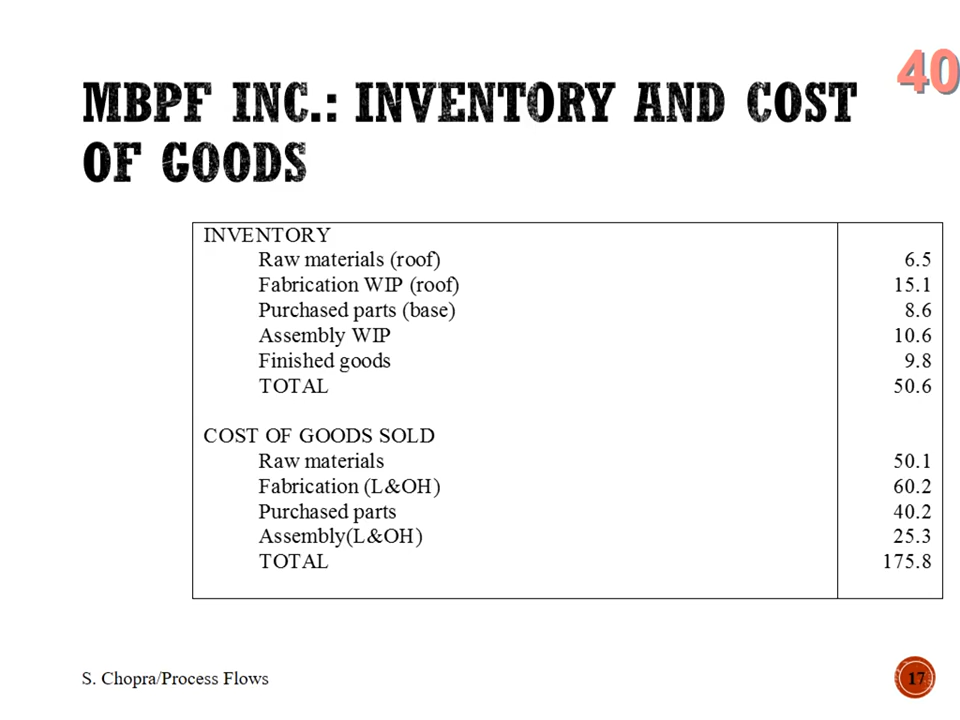 40
MBPF INC.: INVENTORY AND COST
OF GOODS
INVENTORY
Raw materials (roof) 6.5
Fabrication WIP (roof) 15.1
Purchased parts (base) 8.6
Assembly WIP 10.6
Finished goods 9.8
TOTAL 50.6
COST OF GOODS SOLD
Raw materials 50.1
Fabrication (L&OH) 60.2
Purchased parts 40.2
Assembly(L&OH) 25.3
TOTAL 175.8
S. Chopra/Process Flows
17